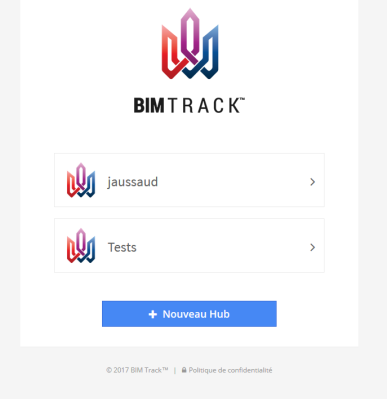 BIMTRACK™
jaussaud
Tests
+ Nouveau Hub
© 2017 BIM Track™ | Politique de confidentialité